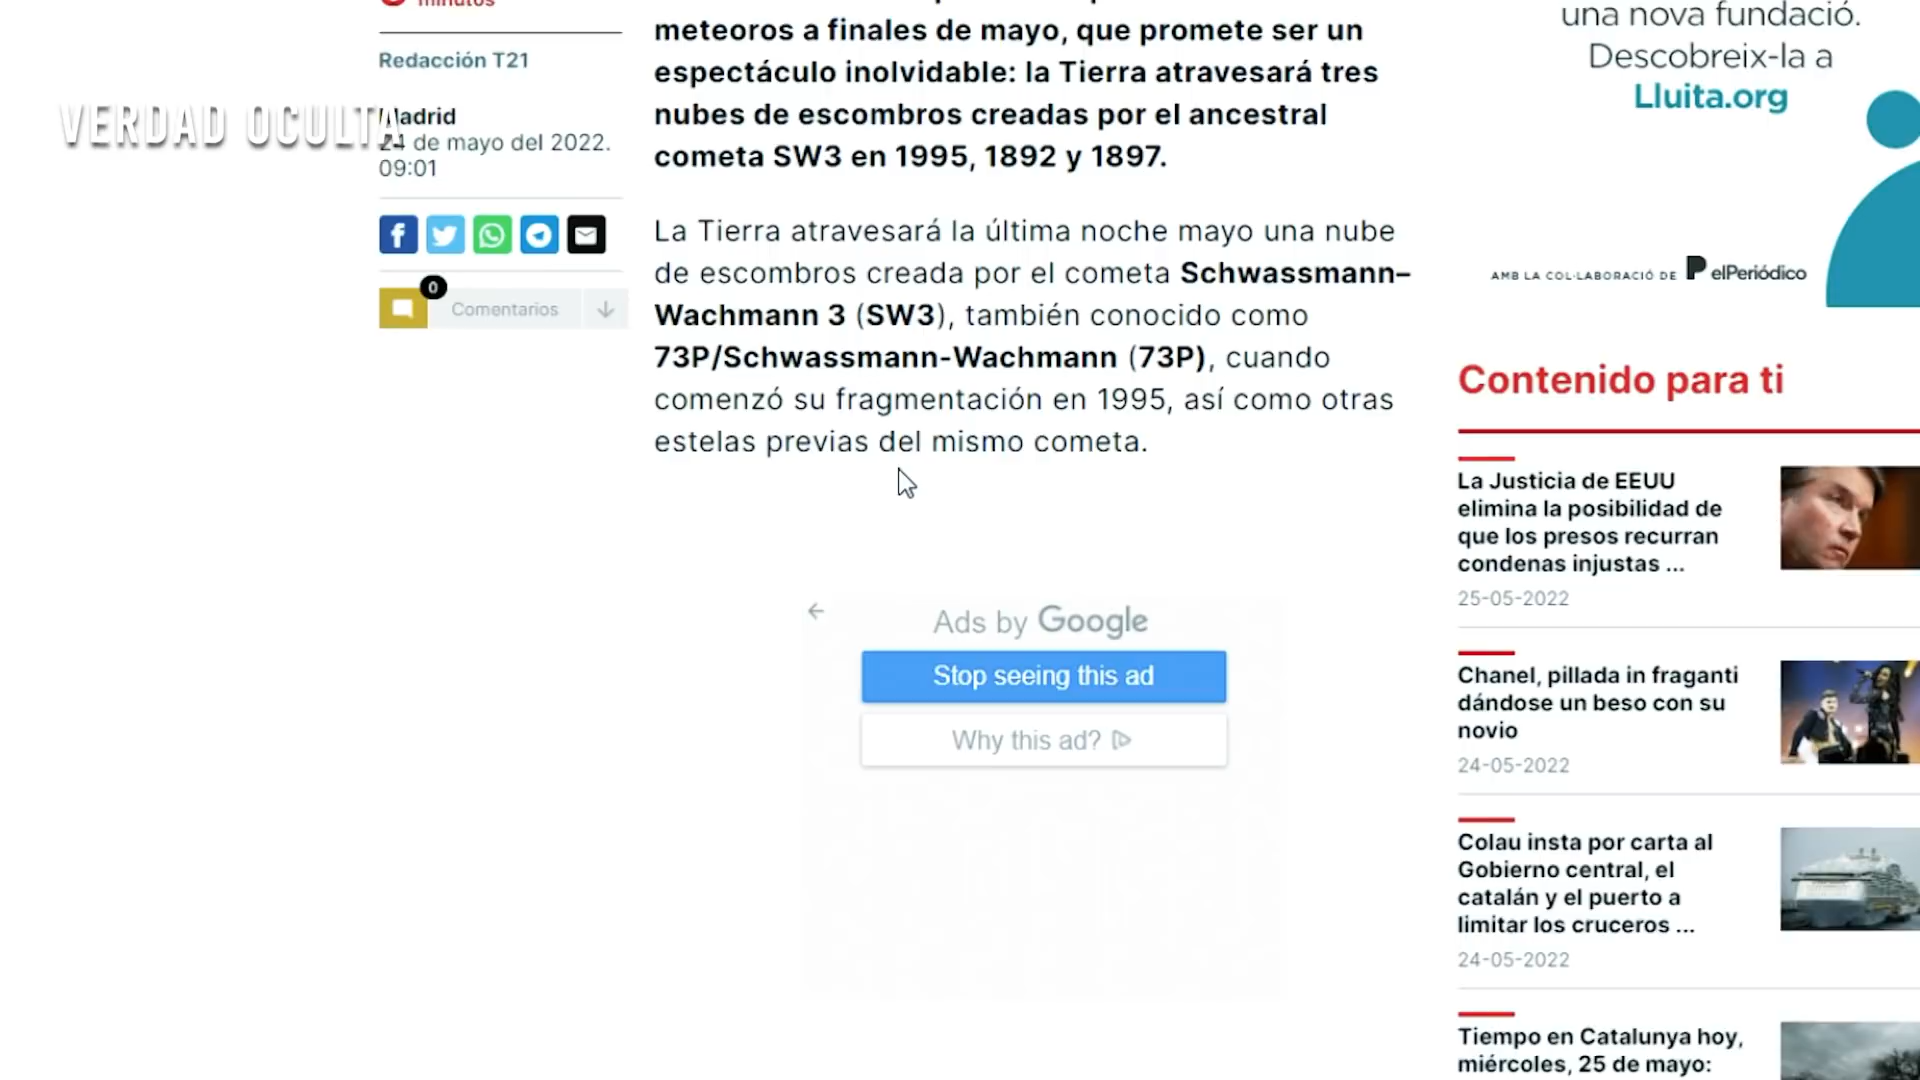 minutos
Redacción T21
VERDAD OCULTA
Madrid
24 de mayo del 2022.
09:01
0
Comentarios
meteoros a finales de mayo, que promete ser un
espectáculo inolvidable: la Tierra atravesará tres
nubes de escombros creadas por el ancestral
cometa SW3 en 1995, 1892 y 1897.
La Tierra atravesará la última noche mayo una nube
de escombros creada por el cometa Schwassmann–
Wachmann 3 (SW3), también conocido como
73P/Schwassmann-Wachmann (73P), cuando
comenzó su fragmentación en 1995, así como otras
estelas previas del mismo cometa.
Ads by Google
Stop seeing this ad
Why this ad?
una nova fundació.
Descobreix-la a
Lluita.org
AMB LA COL·LABORACIÓ DE elPeriódico
Contenido para ti
La Justicia de EEUU
elimina la posibilidad de
que los presos recurran
condenas injustas ...
25-05-2022
Chanel, pillada in fraganti
dándose un beso con su
novio
24-05-2022
Colau insta por carta al
Gobierno central, el
catalán y el puerto a
limitar los cruceros ...
24-05-2022
Tiempo en Catalunya hoy,
miércoles, 25 de mayo: